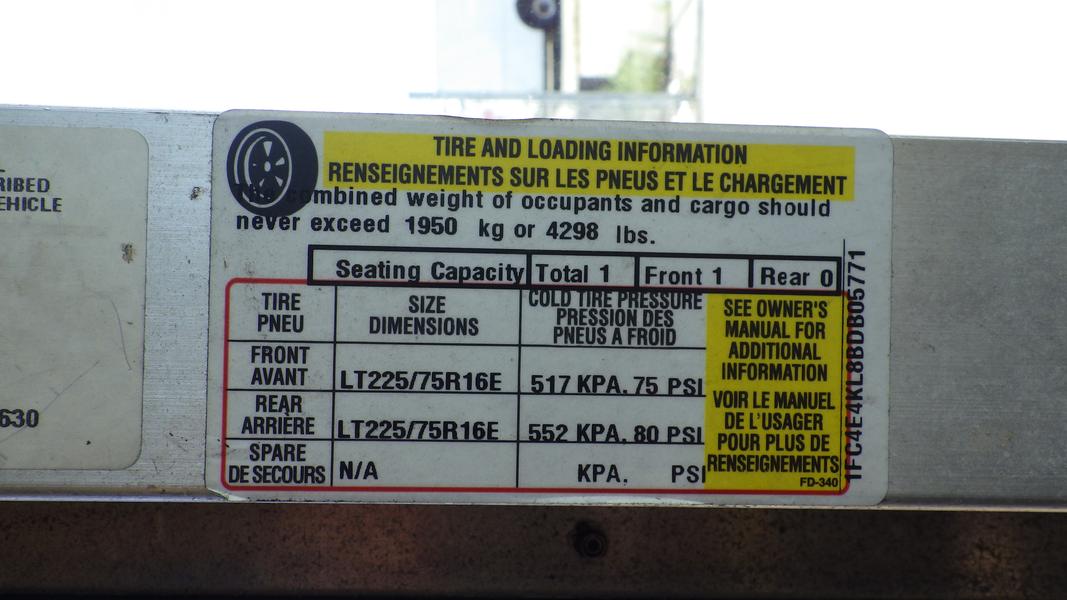 RIBED
EHICLE
630
TIRE AND LOADING INFORMATION
RENSEIGNEMENTS SUR LES PNEUS ET LE CHARGEMENT
The combined weight of occupants and cargo should
never exceed 1950 kg or 4298 lbs.
Seating Capacity Total 1 Front 1 Rear 0
TIRE
PNEU
SIZE
DIMENSIONS
COLD TIRE PRESSURE
PRESSION DES
PNEUS A FROID
FRONT
AVANT
LT225/75R16E
517 KPA. 75 PSI
REAR
ARRIÈRE
LT225/75R16E
552 KPA. 80 PSI
SPARE
DE SECOURS
N/A
KPA. PSI
SEE OWNER'S
MANUAL FOR
ADDITIONAL
INFORMATION
VOIR LE MANUEL
DE L'USAGER
POUR PLUS DE
RENSEIGNEMENTS
FD-340
1FC4E4KL8BDB05771